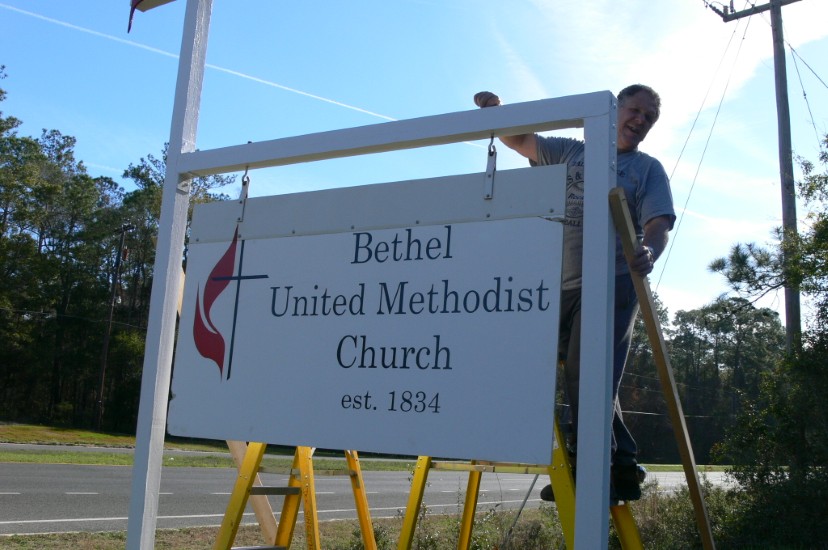 Bethel
United Methodist
Church
est. 1834